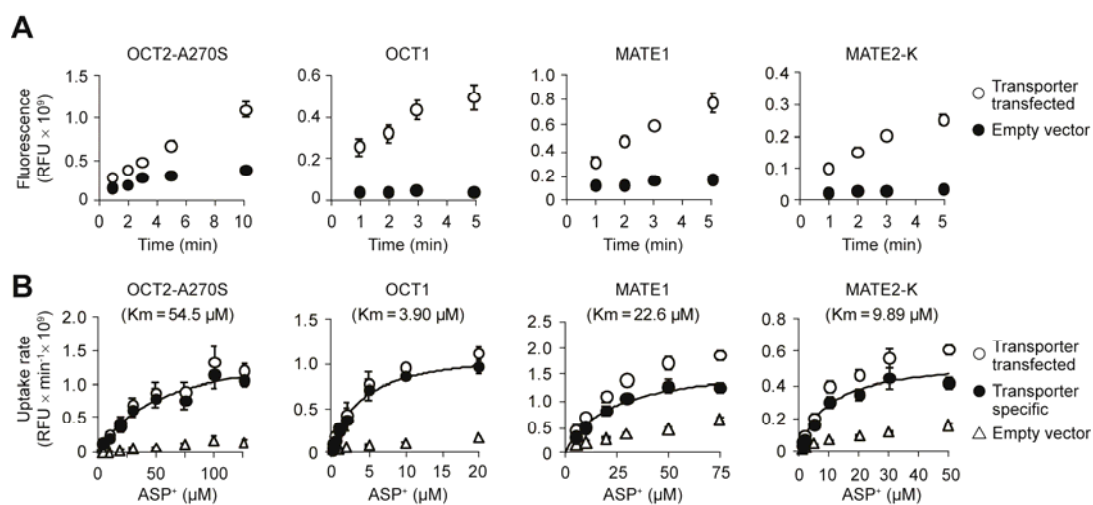 A
OCT2-A270S
OCT1
MATE1
MATE2-K
Fluorescence
(RFU × 10⁹)
1.5
1.0
0.5
0
0 2 4 6 8 10
Time (min)
0.6
0.4
0.2
0
0 1 2 3 4 5
Time (min)
1.0
0.8
0.6
0.4
0.2
0
0 1 2 3 4 5
Time (min)
0.4
0.3
0.2
0.1
0
0 1 2 3 4 5
Time (min)
Transporter
transfected
Empty vector
B
OCT2-A270S
(Km = 54.5 µM)
OCT1
(Km = 3.90 µM)
MATE1
(Km = 22.6 µM)
MATE2-K
(Km = 9.89 µM)
Uptake rate
(RFU × min⁻¹ × 10⁹)
2.0
1.5
1.0
0.5
0
0 50 100
ASP⁺ (µM)
1.5
1.0
0.5
0
0 5 10 15 20
ASP⁺ (µM)
2.5
2.0
1.5
1.0
0.5
0
0 25 50 75
ASP⁺ (µM)
0.8
0.6
0.4
0.2
0
0 10 20 30 40 50
ASP⁺ (µM)
Transporter
transfected
Transporter
specific
Empty vector